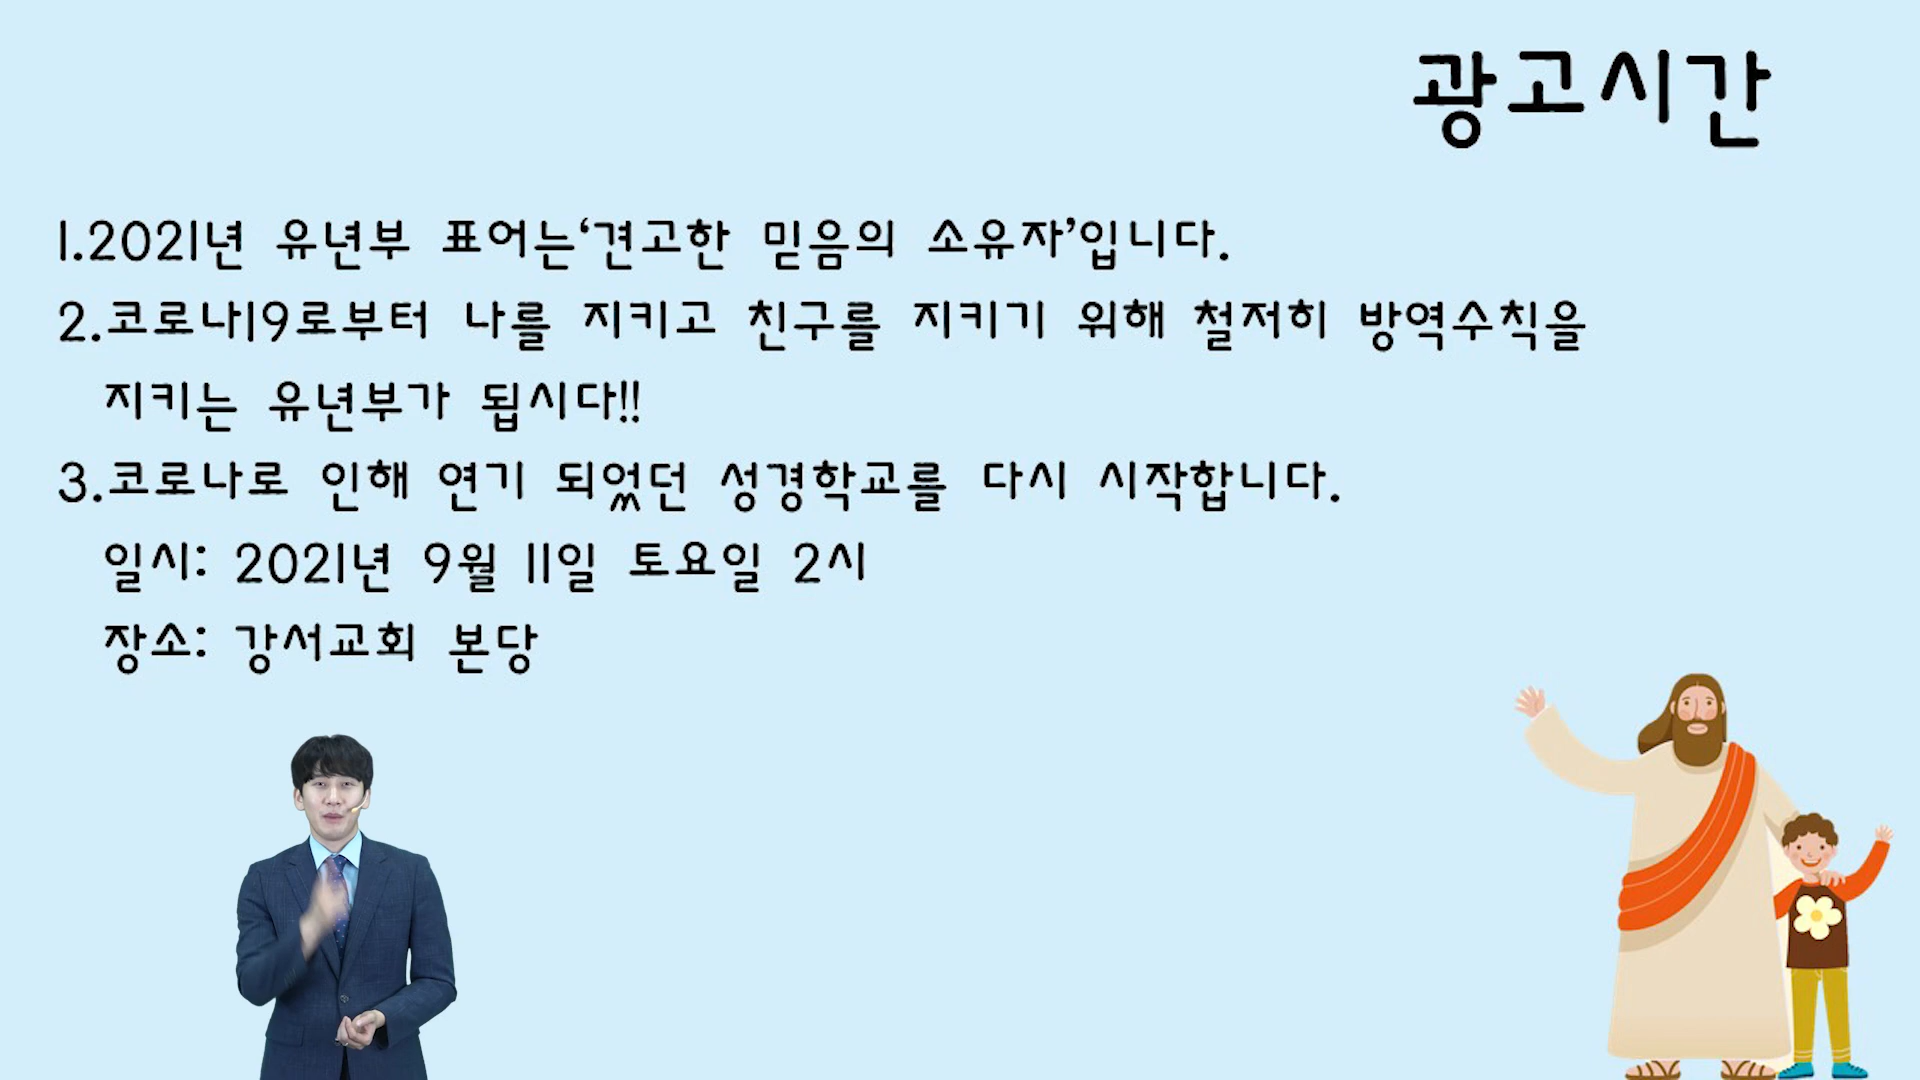 광고시간
1.2021년 유년부 표어는‘견고한 믿음의 소유자’입니다.
2.코로나19로부터 나를 지키고 친구를 지키기 위해 철저히 방역수칙을
지키는 유년부가 됩시다!!
3.코로나로 인해 연기 되었던 성경학교를 다시 시작합니다.
일시: 2021년 9월 11일 토요일 2시
장소: 강서교회 본당